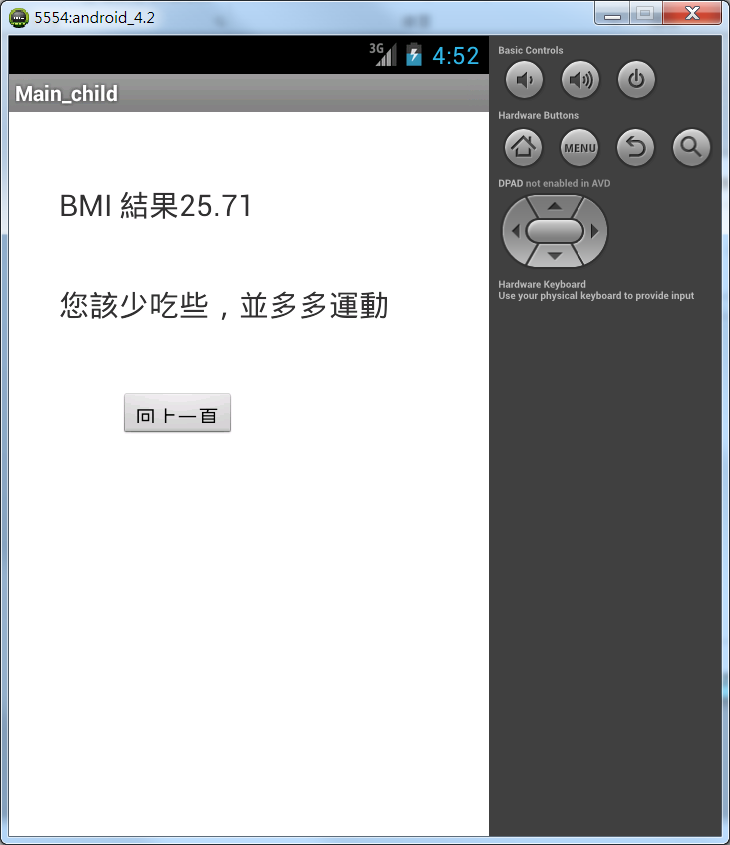 5554:android_4.2
3G 4:52
Main_child
BMI 結果25.71
您該少吃些，並多多運動
回上一頁
Basic Controls
Hardware Buttons
MENU
DPAD not enabled in AVD
Hardware Keyboard
Use your physical keyboard to provide input